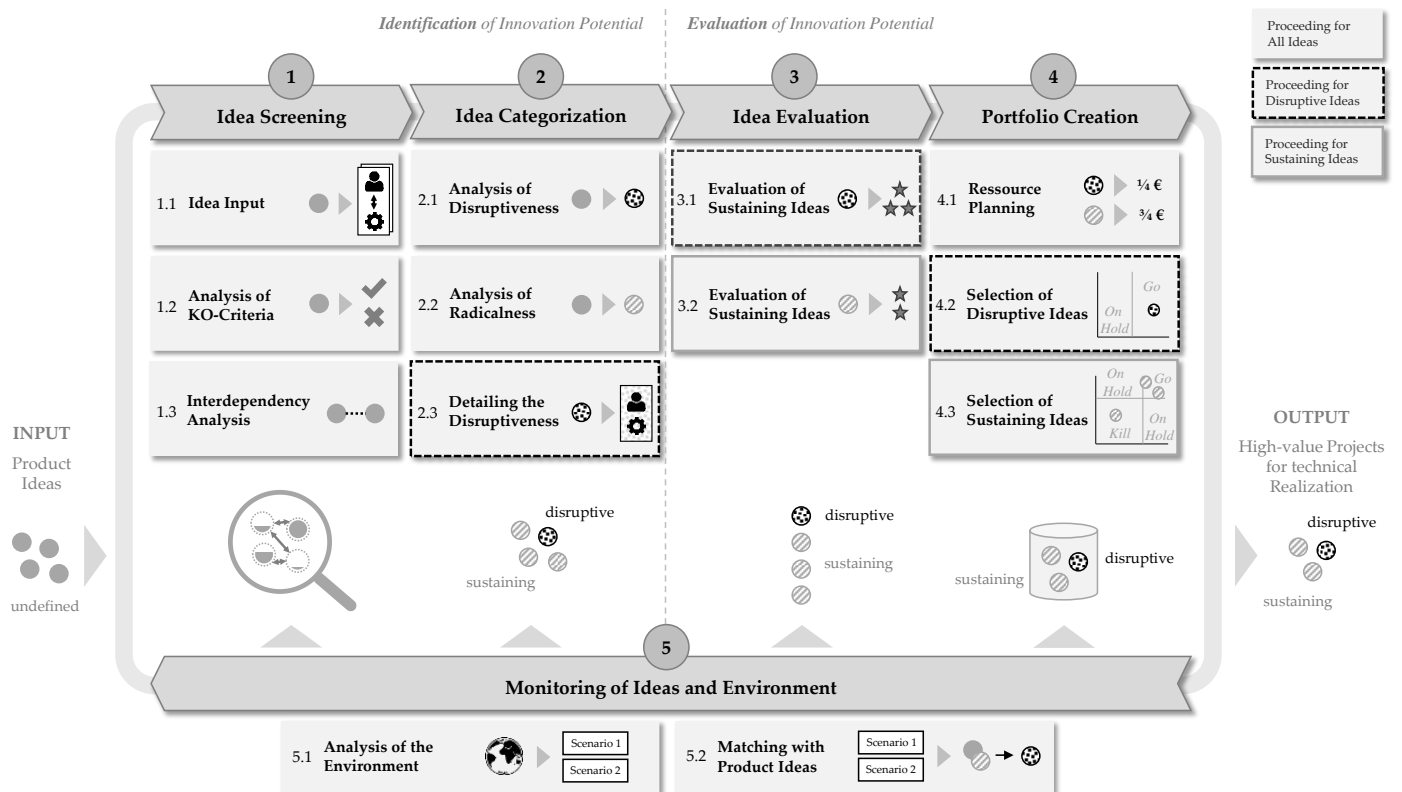 Identification of Innovation Potential
Evaluation of Innovation Potential
Proceeding for
All Ideas
Proceeding for
Disruptive Ideas
Proceeding for
Sustaining Ideas
1
Idea Screening
2
Idea Categorization
3
Idea Evaluation
4
Portfolio Creation
1.1 Idea Input
1.2 Analysis of
KO-Criteria
1.3 Interdependency
Analysis
2.1 Analysis of
Disruptiveness
2.2 Analysis of
Radicalness
2.3 Detailing the
Disruptiveness
3.1 Evaluation of
Sustaining Ideas
3.2 Evaluation of
Sustaining Ideas
4.1 Ressource
Planning
¼ €
¾ €
4.2 Selection of
Disruptive Ideas
Go
On
Hold
4.3 Selection of
Sustaining Ideas
On
Hold
Go
Kill
On
Hold
INPUT
Product
Ideas
undefined
disruptive
sustaining
disruptive
sustaining
sustaining
disruptive
OUTPUT
High-value Projects
for technical
Realization
disruptive
sustaining
5
Monitoring of Ideas and Environment
5.1 Analysis of the
Environment
Scenario 1
Scenario 2
5.2 Matching with
Product Ideas
Scenario 1
Scenario 2